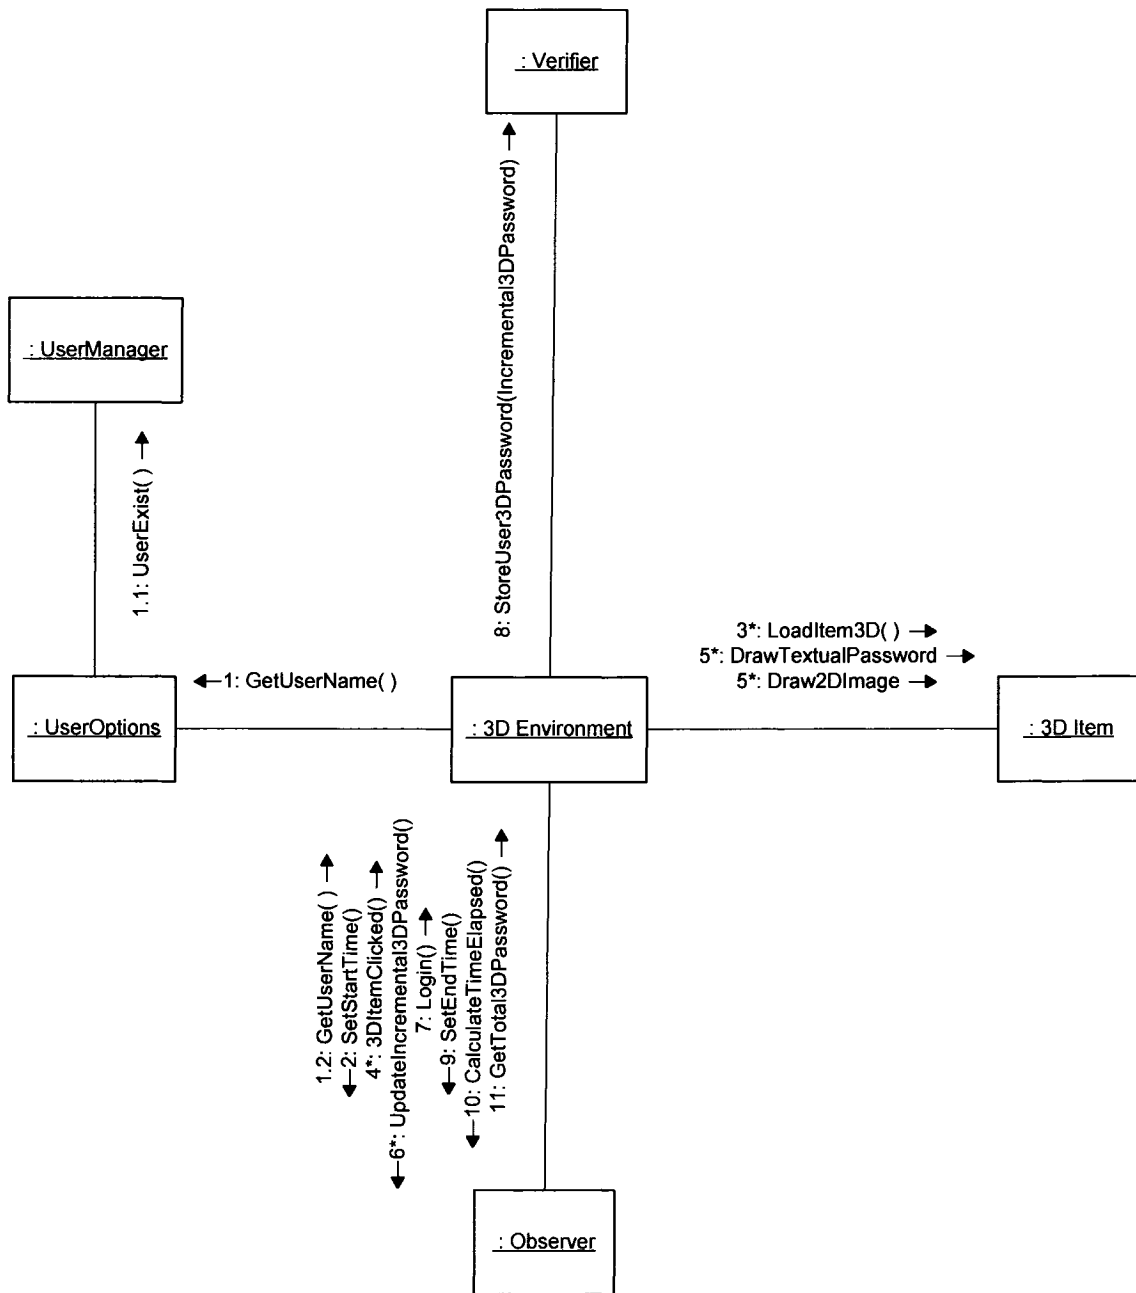 : Verifier
8: StoreUser3DPassword(Incremental3DPassword)
: UserManager
1.1: UserExist( )
3*: LoadItem3D( )
5*: DrawTextualPassword
5*: Draw2DImage
1: GetUserName( )
: UserOptions
: 3D Environment
: 3D Item
1.2: GetUserName( )
2: SetStartTime()
4*: 3DItemClicked()
6*: UpdateIncremental3DPassword()
7: Login()
9: SetEndTime()
10: CalculateTimeElapsed()
11: GetTotal3DPassword()
: Observer